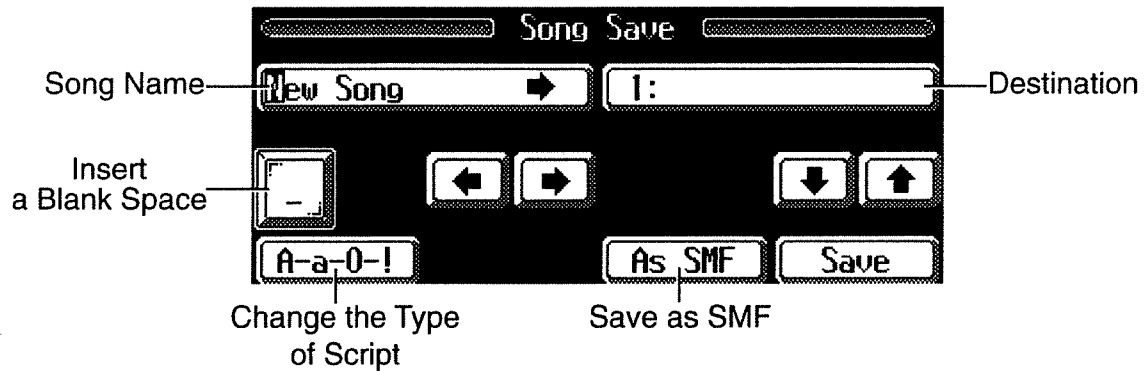 Song Save
Song Name
New Song
1:
Destination
Insert
a Blank Space
_
A-a-0-!
As SMF
Save
Change the Type
of Script
Save as SMF